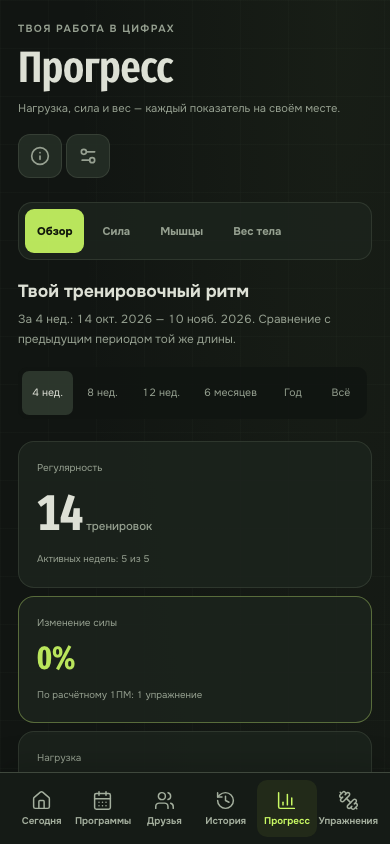 ТВОЯ РАБОТА В ЦИФРАХ
Прогресс
Нагрузка, сила и вес — каждый показатель на своём месте.
Обзор Сила Мышцы Вес тела
Твой тренировочный ритм
За 4 нед.: 14 окт. 2026 — 10 нояб. 2026. Сравнение с
предыдущим периодом той же длины.
4 нед. 8 нед. 12 нед. 6 месяцев Год Всё
Регулярность
14 тренировок
Активных недель: 5 из 5
Изменение силы
0%
По расчётному 1ПМ: 1 упражнение
Нагрузка
Сегодня Программы Друзья История Прогресс Упражнения